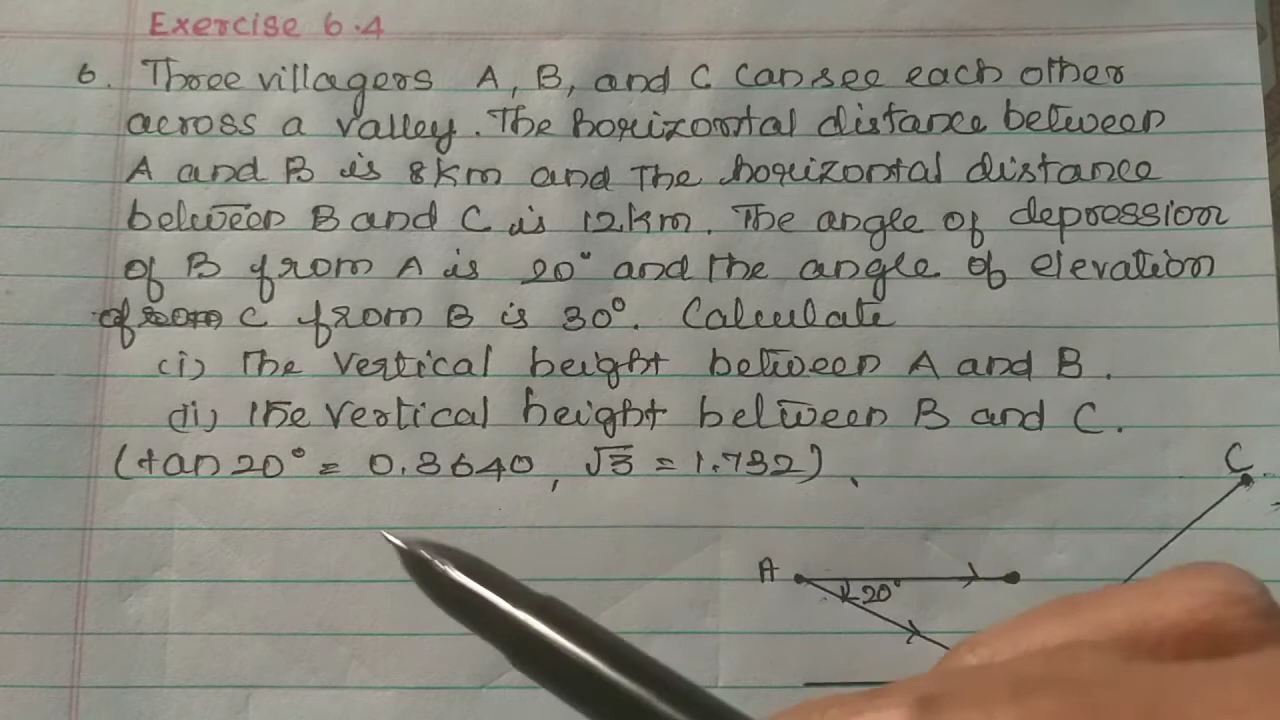 Exercise 6.4
6. Three villagers A, B, and C can see each other
across a valley. The horizontal distance between
A and B is 8km and The horizontal distance
between B and C is 12km. The angle of depression
of B from A is 20° and the angle of elevation
of C from B is 30°. Calculate
(i) The vertical height between A and B.
(ii) the vertical height between B and C.
(tan 20° = 0.3640, √3 = 1.732).
C
A
20°